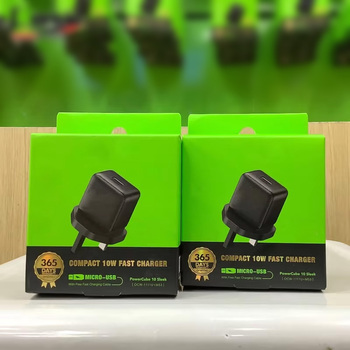 365
DAYS
COMPACT 10W FAST CHARGER
MICRO-USB
PowerCube 10 Sleek
365
DAYS
COMPACT 10W FAST CHARGER
MICRO-USB
PowerCube 10 Sleek